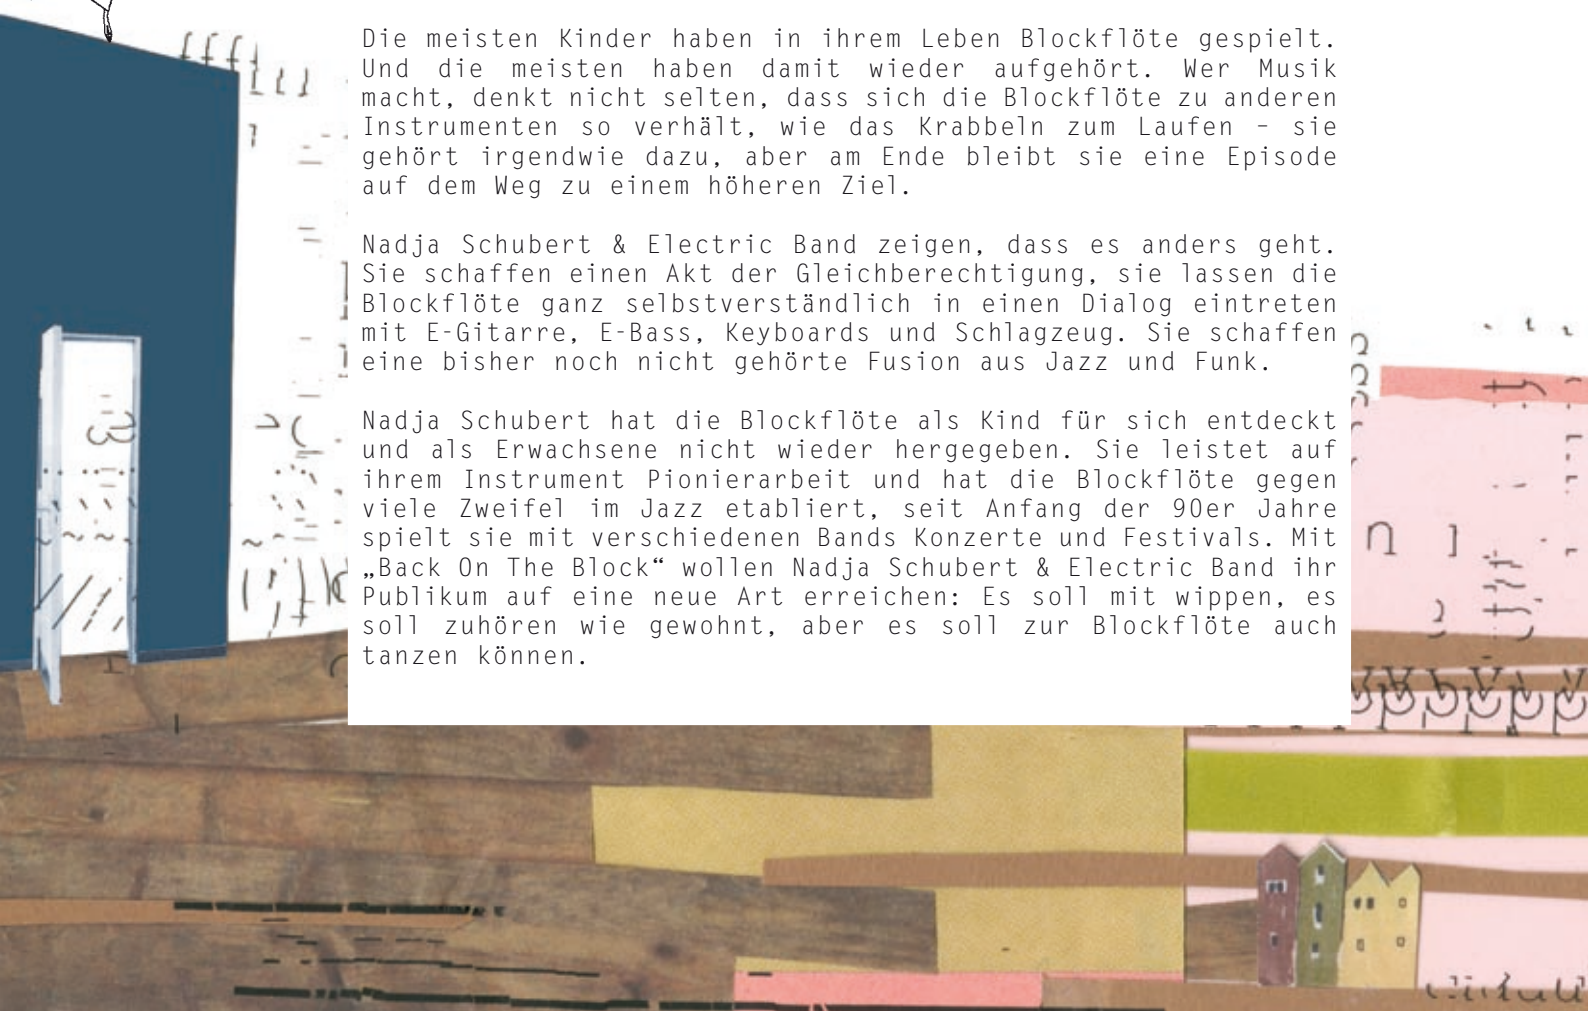 Die meisten Kinder haben in ihrem Leben Blockflöte gespielt.
Und die meisten haben damit wieder aufgehört. Wer Musik
macht, denkt nicht selten, dass sich die Blockflöte zu anderen
Instrumenten so verhält, wie das Krabbeln zum Laufen – sie
gehört irgendwie dazu, aber am Ende bleibt sie eine Episode
auf dem Weg zu einem höheren Ziel.
Nadja Schubert & Electric Band zeigen, dass es anders geht.
Sie schaffen einen Akt der Gleichberechtigung, sie lassen die
Blockflöte ganz selbstverständlich in einen Dialog eintreten
mit E-Gitarre, E-Bass, Keyboards und Schlagzeug. Sie schaffen
eine bisher noch nicht gehörte Fusion aus Jazz und Funk.
Nadja Schubert hat die Blockflöte als Kind für sich entdeckt
und als Erwachsene nicht wieder hergegeben. Sie leistet auf
ihrem Instrument Pionierarbeit und hat die Blockflöte gegen
viele Zweifel im Jazz etabliert, seit Anfang der 90er Jahre
spielt sie mit verschiedenen Bands Konzerte und Festivals. Mit
„Back On The Block“ wollen Nadja Schubert & Electric Band ihr
Publikum auf eine neue Art erreichen: Es soll mit wippen, es
soll zuhören wie gewohnt, aber es soll zur Blockflöte auch
tanzen können.